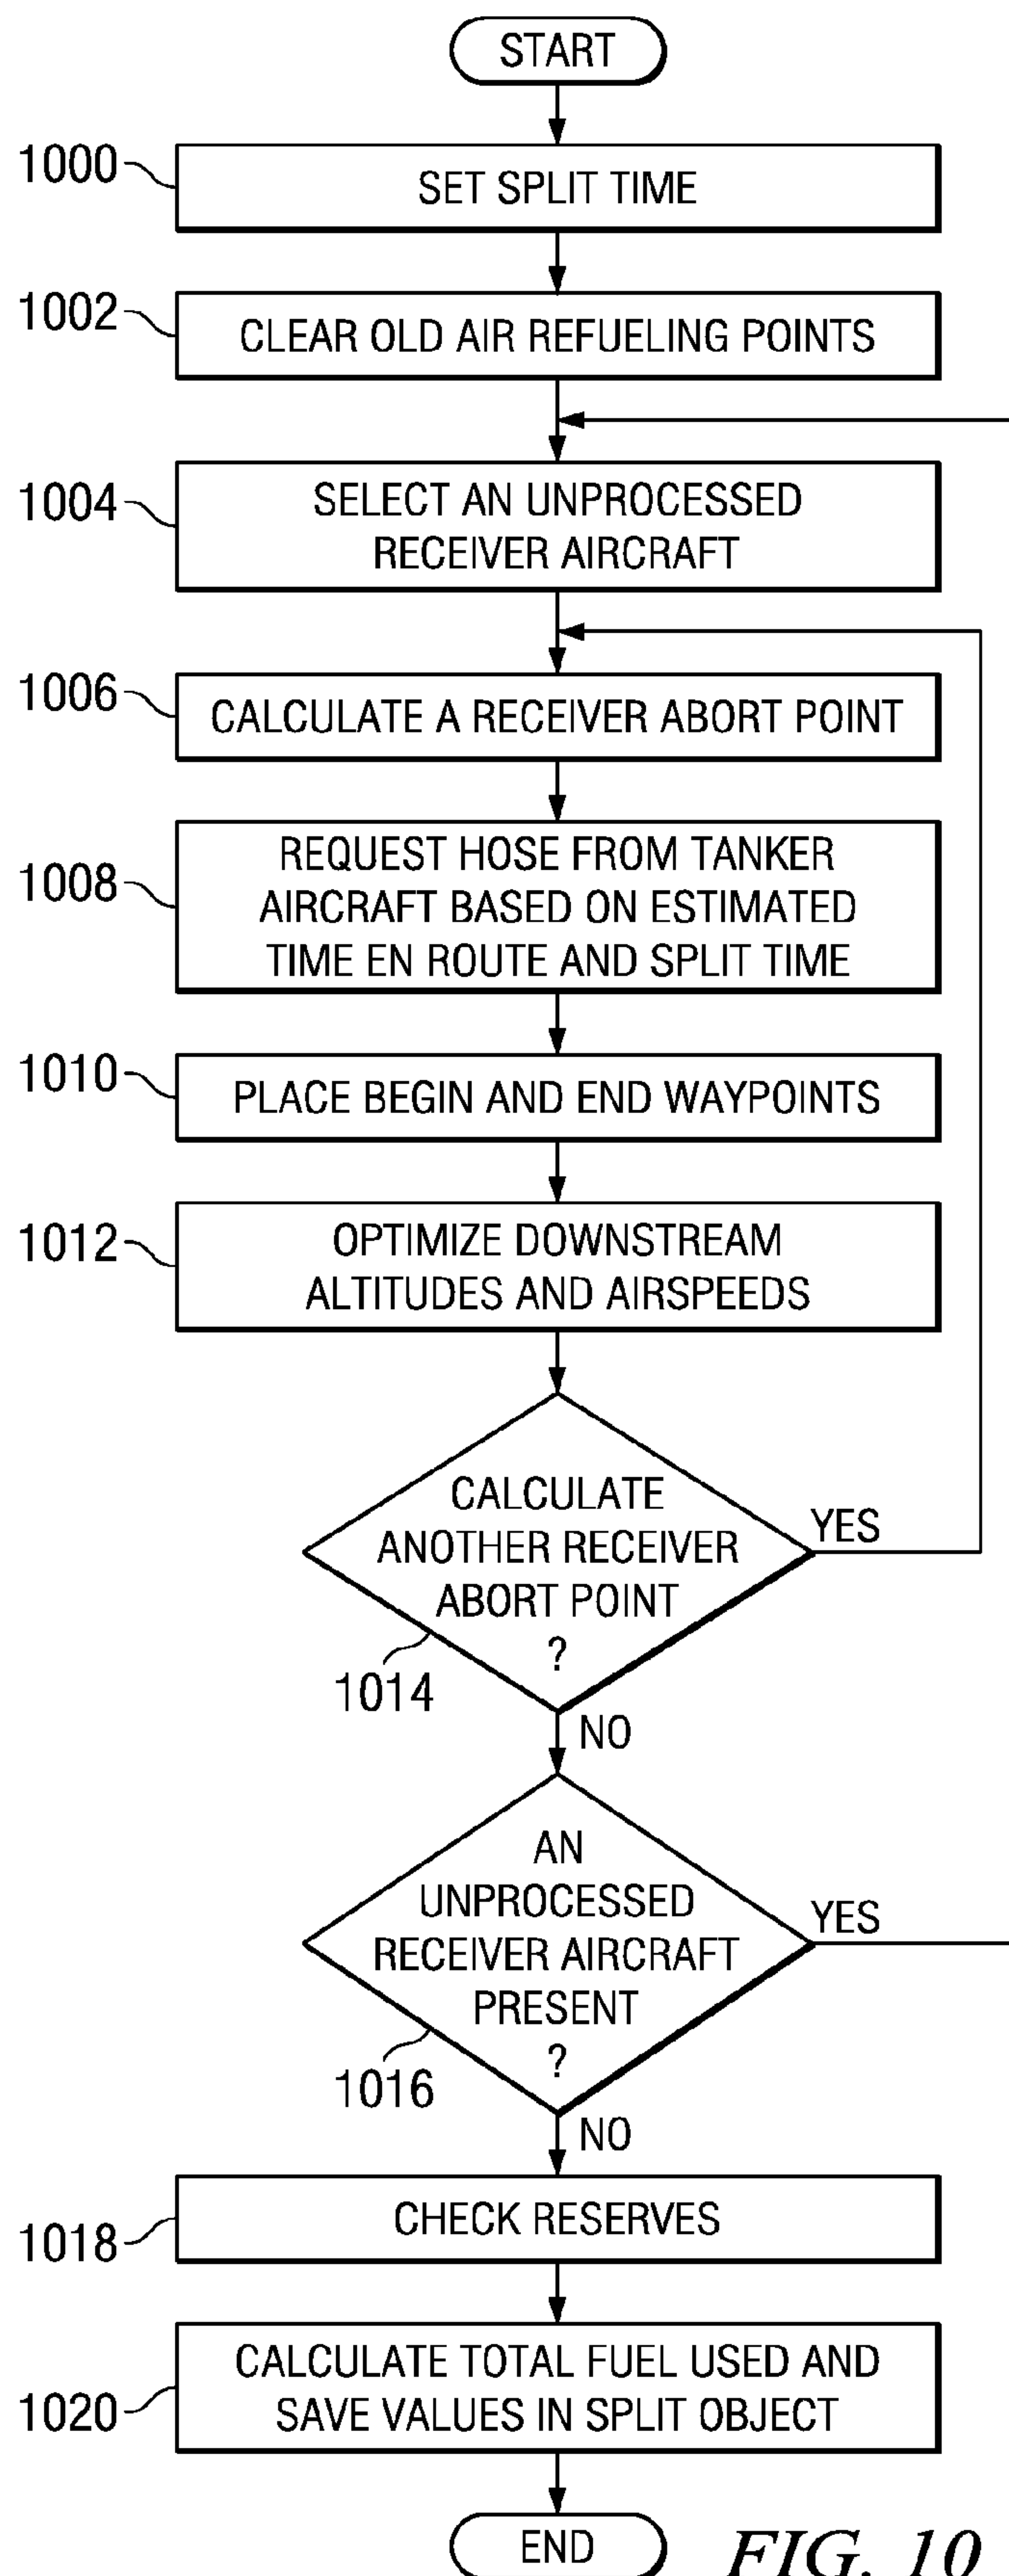 START
1000
SET SPLIT TIME
1002
CLEAR OLD AIR REFUELING POINTS
1004
SELECT AN UNPROCESSED
RECEIVER AIRCRAFT
1006
CALCULATE A RECEIVER ABORT POINT
1008
REQUEST HOSE FROM TANKER
AIRCRAFT BASED ON ESTIMATED
TIME EN ROUTE AND SPLIT TIME
1010
PLACE BEGIN AND END WAYPOINTS
1012
OPTIMIZE DOWNSTREAM
ALTITUDES AND AIRSPEEDS
CALCULATE
ANOTHER RECEIVER
ABORT POINT
?
YES
1014
NO
AN
UNPROCESSED
RECEIVER AIRCRAFT
PRESENT
?
YES
1016
NO
CHECK RESERVES
1018
CALCULATE TOTAL FUEL USED AND
SAVE VALUES IN SPLIT OBJECT
1020
END
FIG. 10